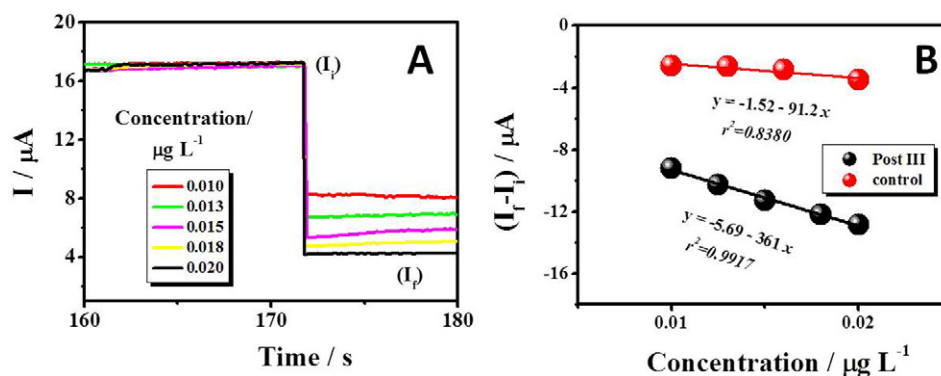 A
I / µA
20
16
12
8
4
(I_i)
Concentration/
µg L⁻¹
0.010
0.013
0.015
0.018
0.020
(I_f)
160
170
180
Time / s
B
(I_f-I_i) / µA
0
-4
-8
-12
-16
y = -1.52 - 91.2 x
r²=0.8380
Post III
control
y = -5.69 - 361 x
r²=0.9917
0.01
0.02
Concentration / µg L⁻¹